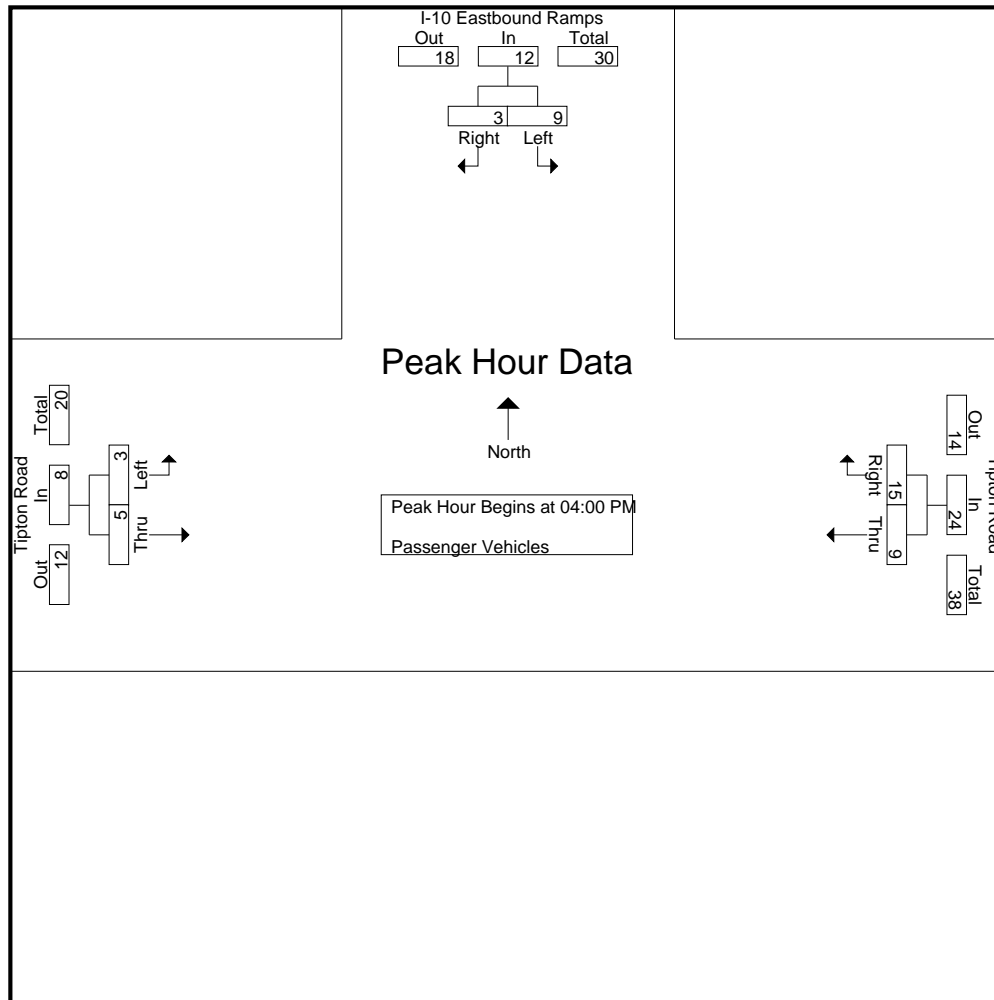 I-10 Eastbound Ramps
Out In Total
18 12 30
3 9
Right Left
Peak Hour Data
North
Peak Hour Begins at 04:00 PM
Passenger Vehicles
Tipton Road
Out In Total
12 8 20
5 3
Thru Left
Tipton Road
Out In Total
14 24 38
Right Thru
15 9